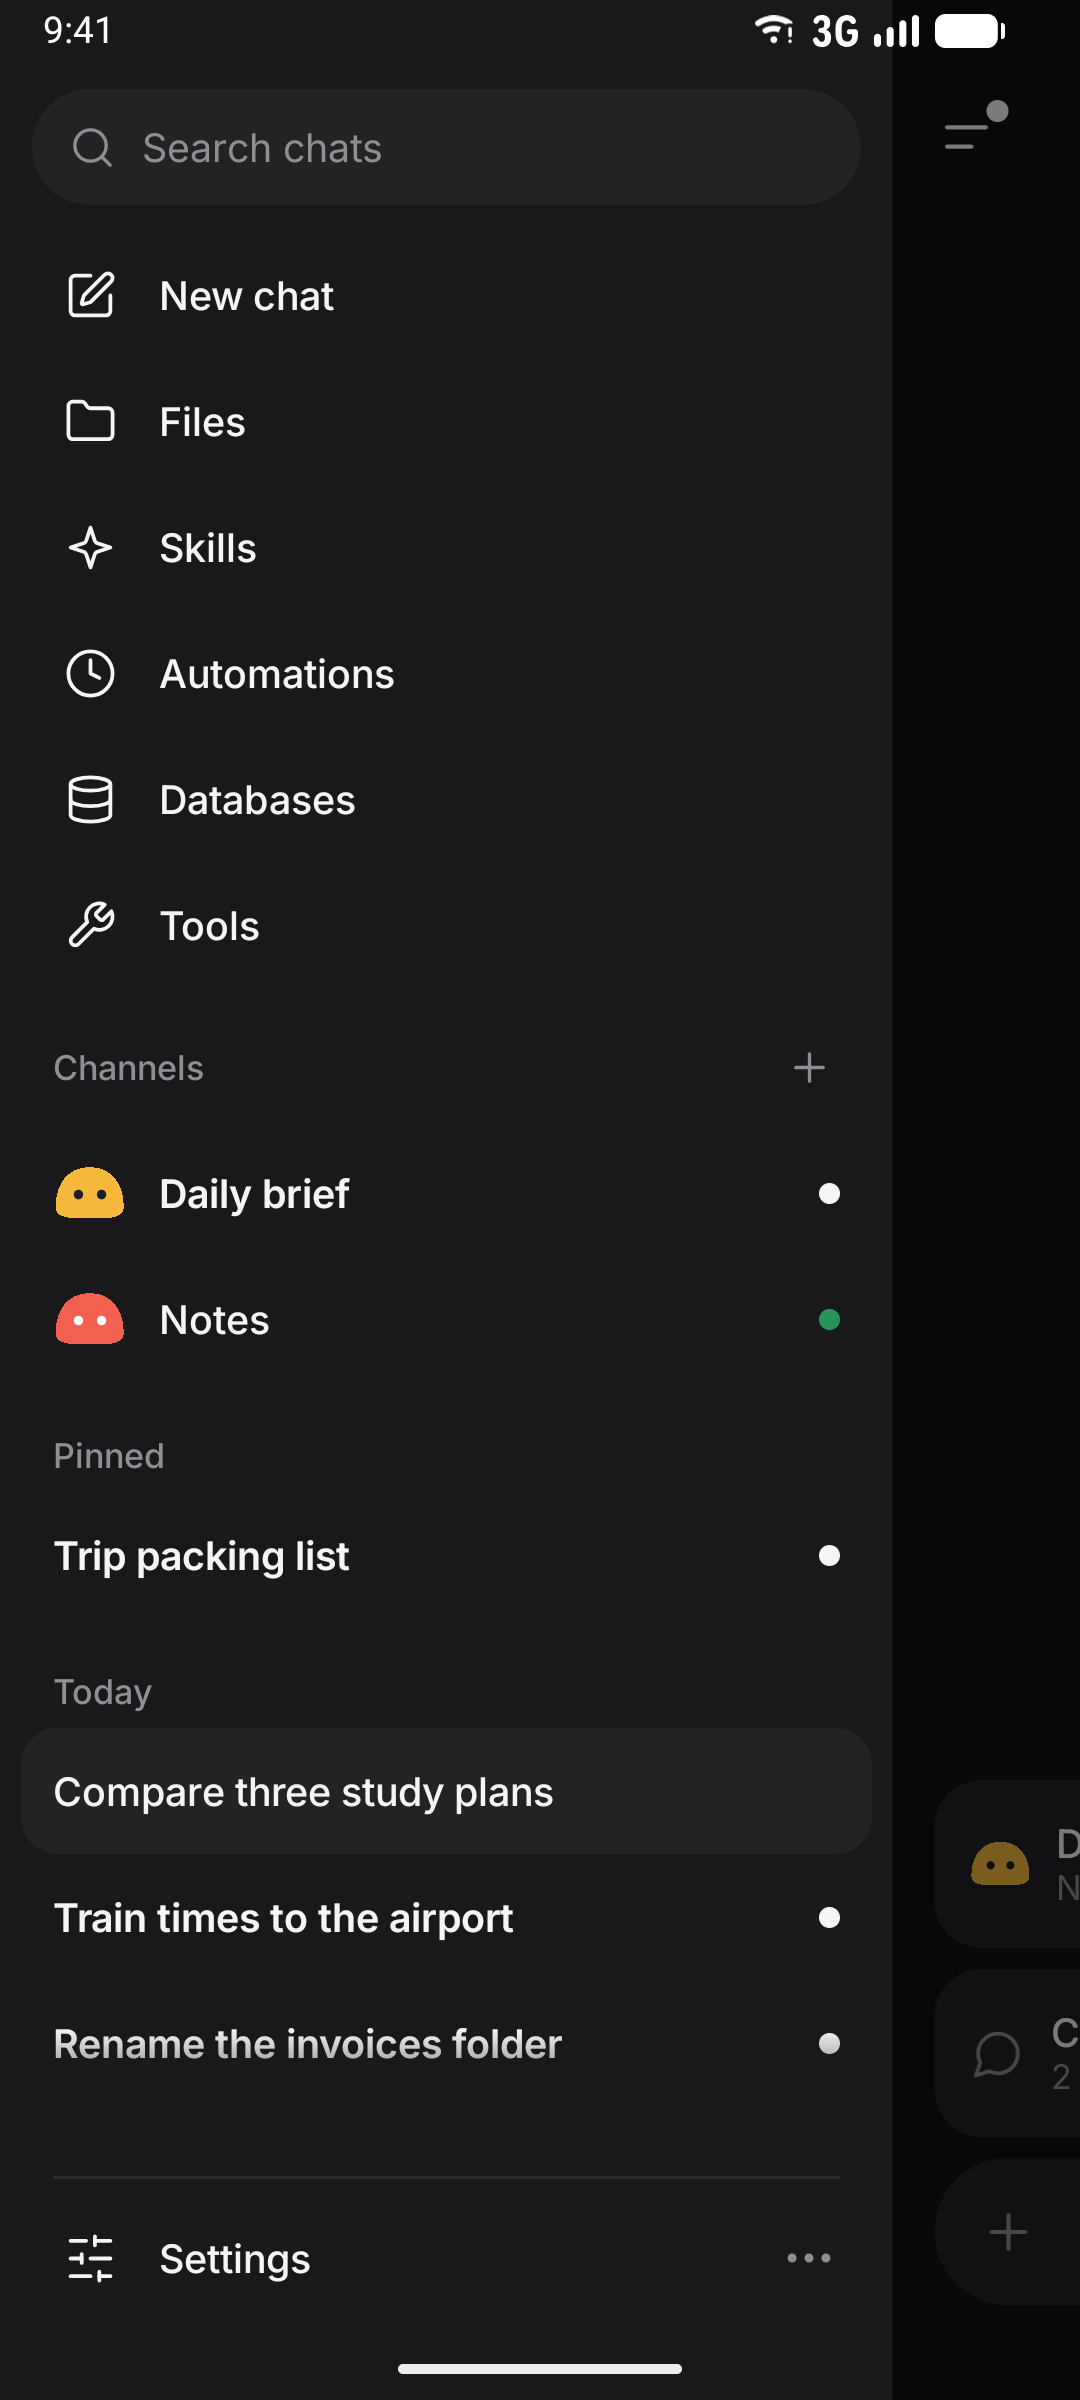 9:41
3G
Search chats
New chat
Files
Skills
Automations
Databases
Tools
Channels
Daily brief
Notes
Pinned
Trip packing list
Today
Compare three study plans
Train times to the airport
Rename the invoices folder
Settings
D
N
C
2